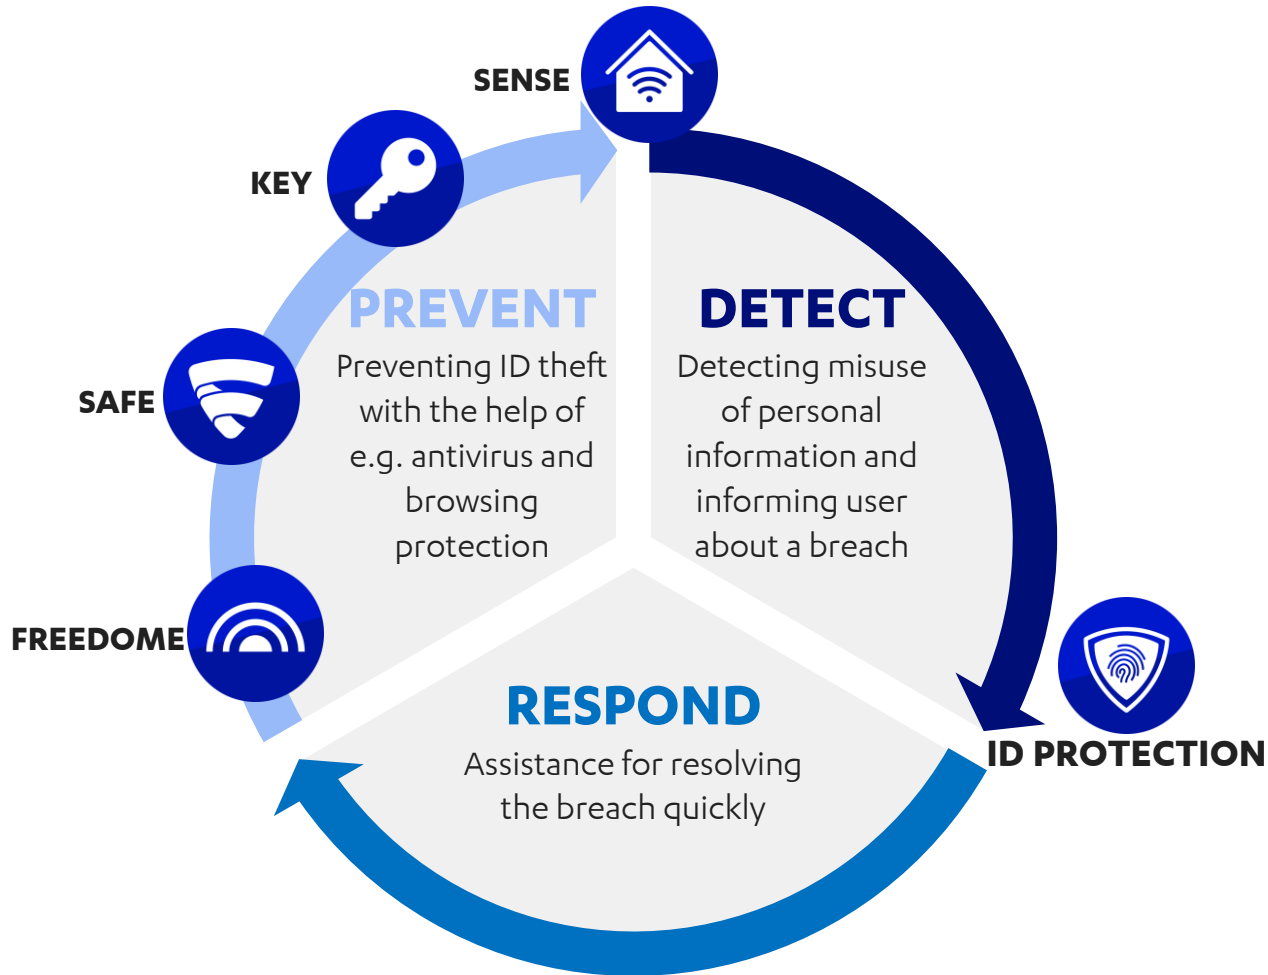 SENSE
KEY
SAFE
FREEDOME
PREVENT
Preventing ID theft
with the help of
e.g. antivirus and
browsing
protection
DETECT
Detecting misuse
of personal
information and
informing user
about a breach
ID PROTECTION
RESPOND
Assistance for resolving
the breach quickly